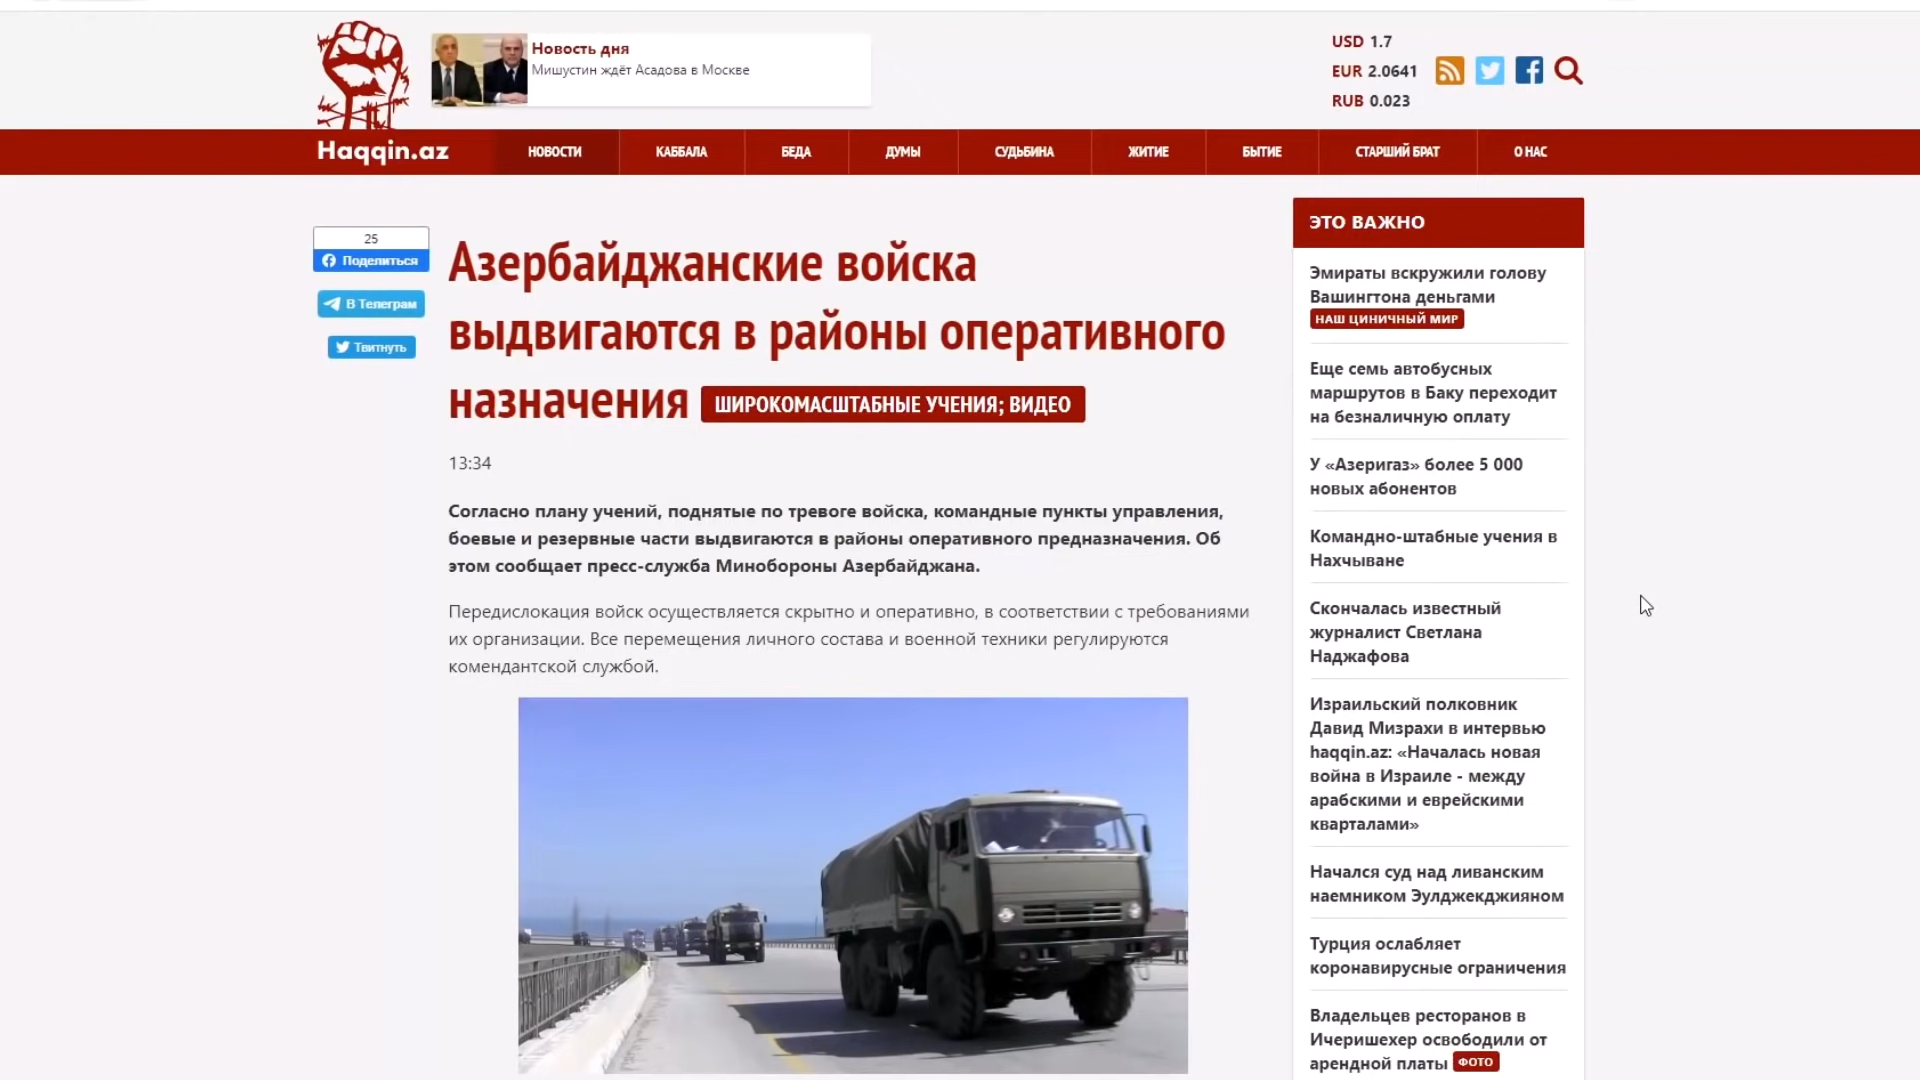 Новость дня
Мишустин ждёт Асадова в Москве
USD 1.7
EUR 2.0641
RUB 0.023
Haqqin.az
НОВОСТИ
КАББАЛА
БЕДА
ДУМЫ
СУДЬБИНА
ЖИТИЕ
БЫТИЕ
СТАРШИЙ БРАТ
О НАС
25
Поделиться
В Телеграм
Твитнуть
Азербайджанские войска
выдвигаются в районы оперативного
назначения ШИРОКОМАСШТАБНЫЕ УЧЕНИЯ; ВИДЕО
13:34
Согласно плану учений, поднятые по тревоге войска, командные пункты управления,
боевые и резервные части выдвигаются в районы оперативного предназначения. Об
этом сообщает пресс-служба Минобороны Азербайджана.
Передислокация войск осуществляется скрытно и оперативно, в соответствии с требованиями
их организации. Все перемещения личного состава и военной техники регулируются
комендантской службой.
ЭТО ВАЖНО
Эмираты вскружили голову
Вашингтона деньгами
НАШ ЦИНИЧНЫЙ МИР
Еще семь автобусных
маршрутов в Баку переходит
на безналичную оплату
У «Азеригаз» более 5 000
новых абонентов
Командно-штабные учения в
Нахчыване
Скончалась известный
журналист Светлана
Наджафова
Израильский полковник
Давид Мизрахи в интервью
haqqin.az: «Началась новая
война в Израиле - между
арабскими и еврейскими
кварталами»
Начался суд над ливанским
наемником Эулджекджияном
Турция ослабляет
коронавирусные ограничения
Владельцев ресторанов в
Ичеришехер освободили от
арендной платы ФОТО